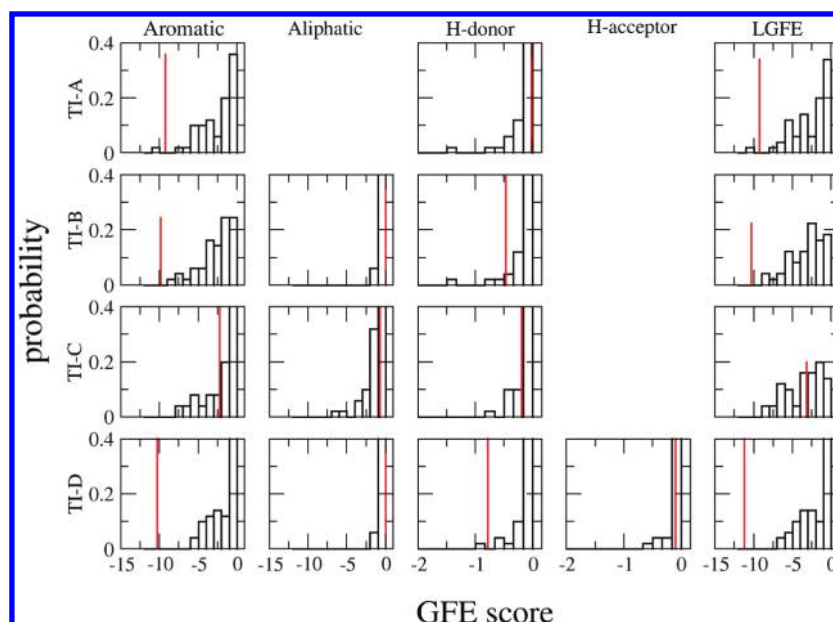 Aromatic Aliphatic H-donor H-acceptor LGFE
0.4
TI-A 0.2
0
0.4
TI-B 0.2
0
probability
0.4
TI-C 0.2
0
0.4
TI-D 0.2
0
-15 -10 -5 0 -15 -10 -5 0 -2 -1 0 -2 -1 0 -15 -10 -5 0
GFE score